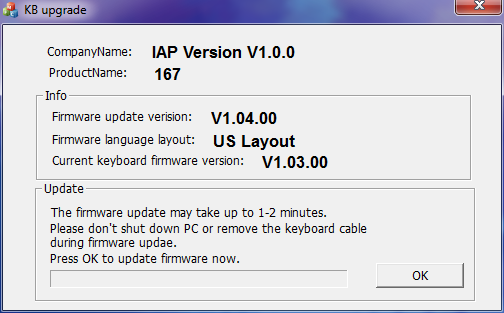 KB upgrade
CompanyName: IAP Version V1.0.0
ProductName: 167
Info
Firmware update verision: V1.04.00
Firmware language layout: US Layout
Current keyboard firmware version: V1.03.00
Update
The firmware update may take up to 1-2 minutes.
Please don't shut down PC or remove the keyboard cable
during firmware updae.
Press OK to update firmware now.
OK